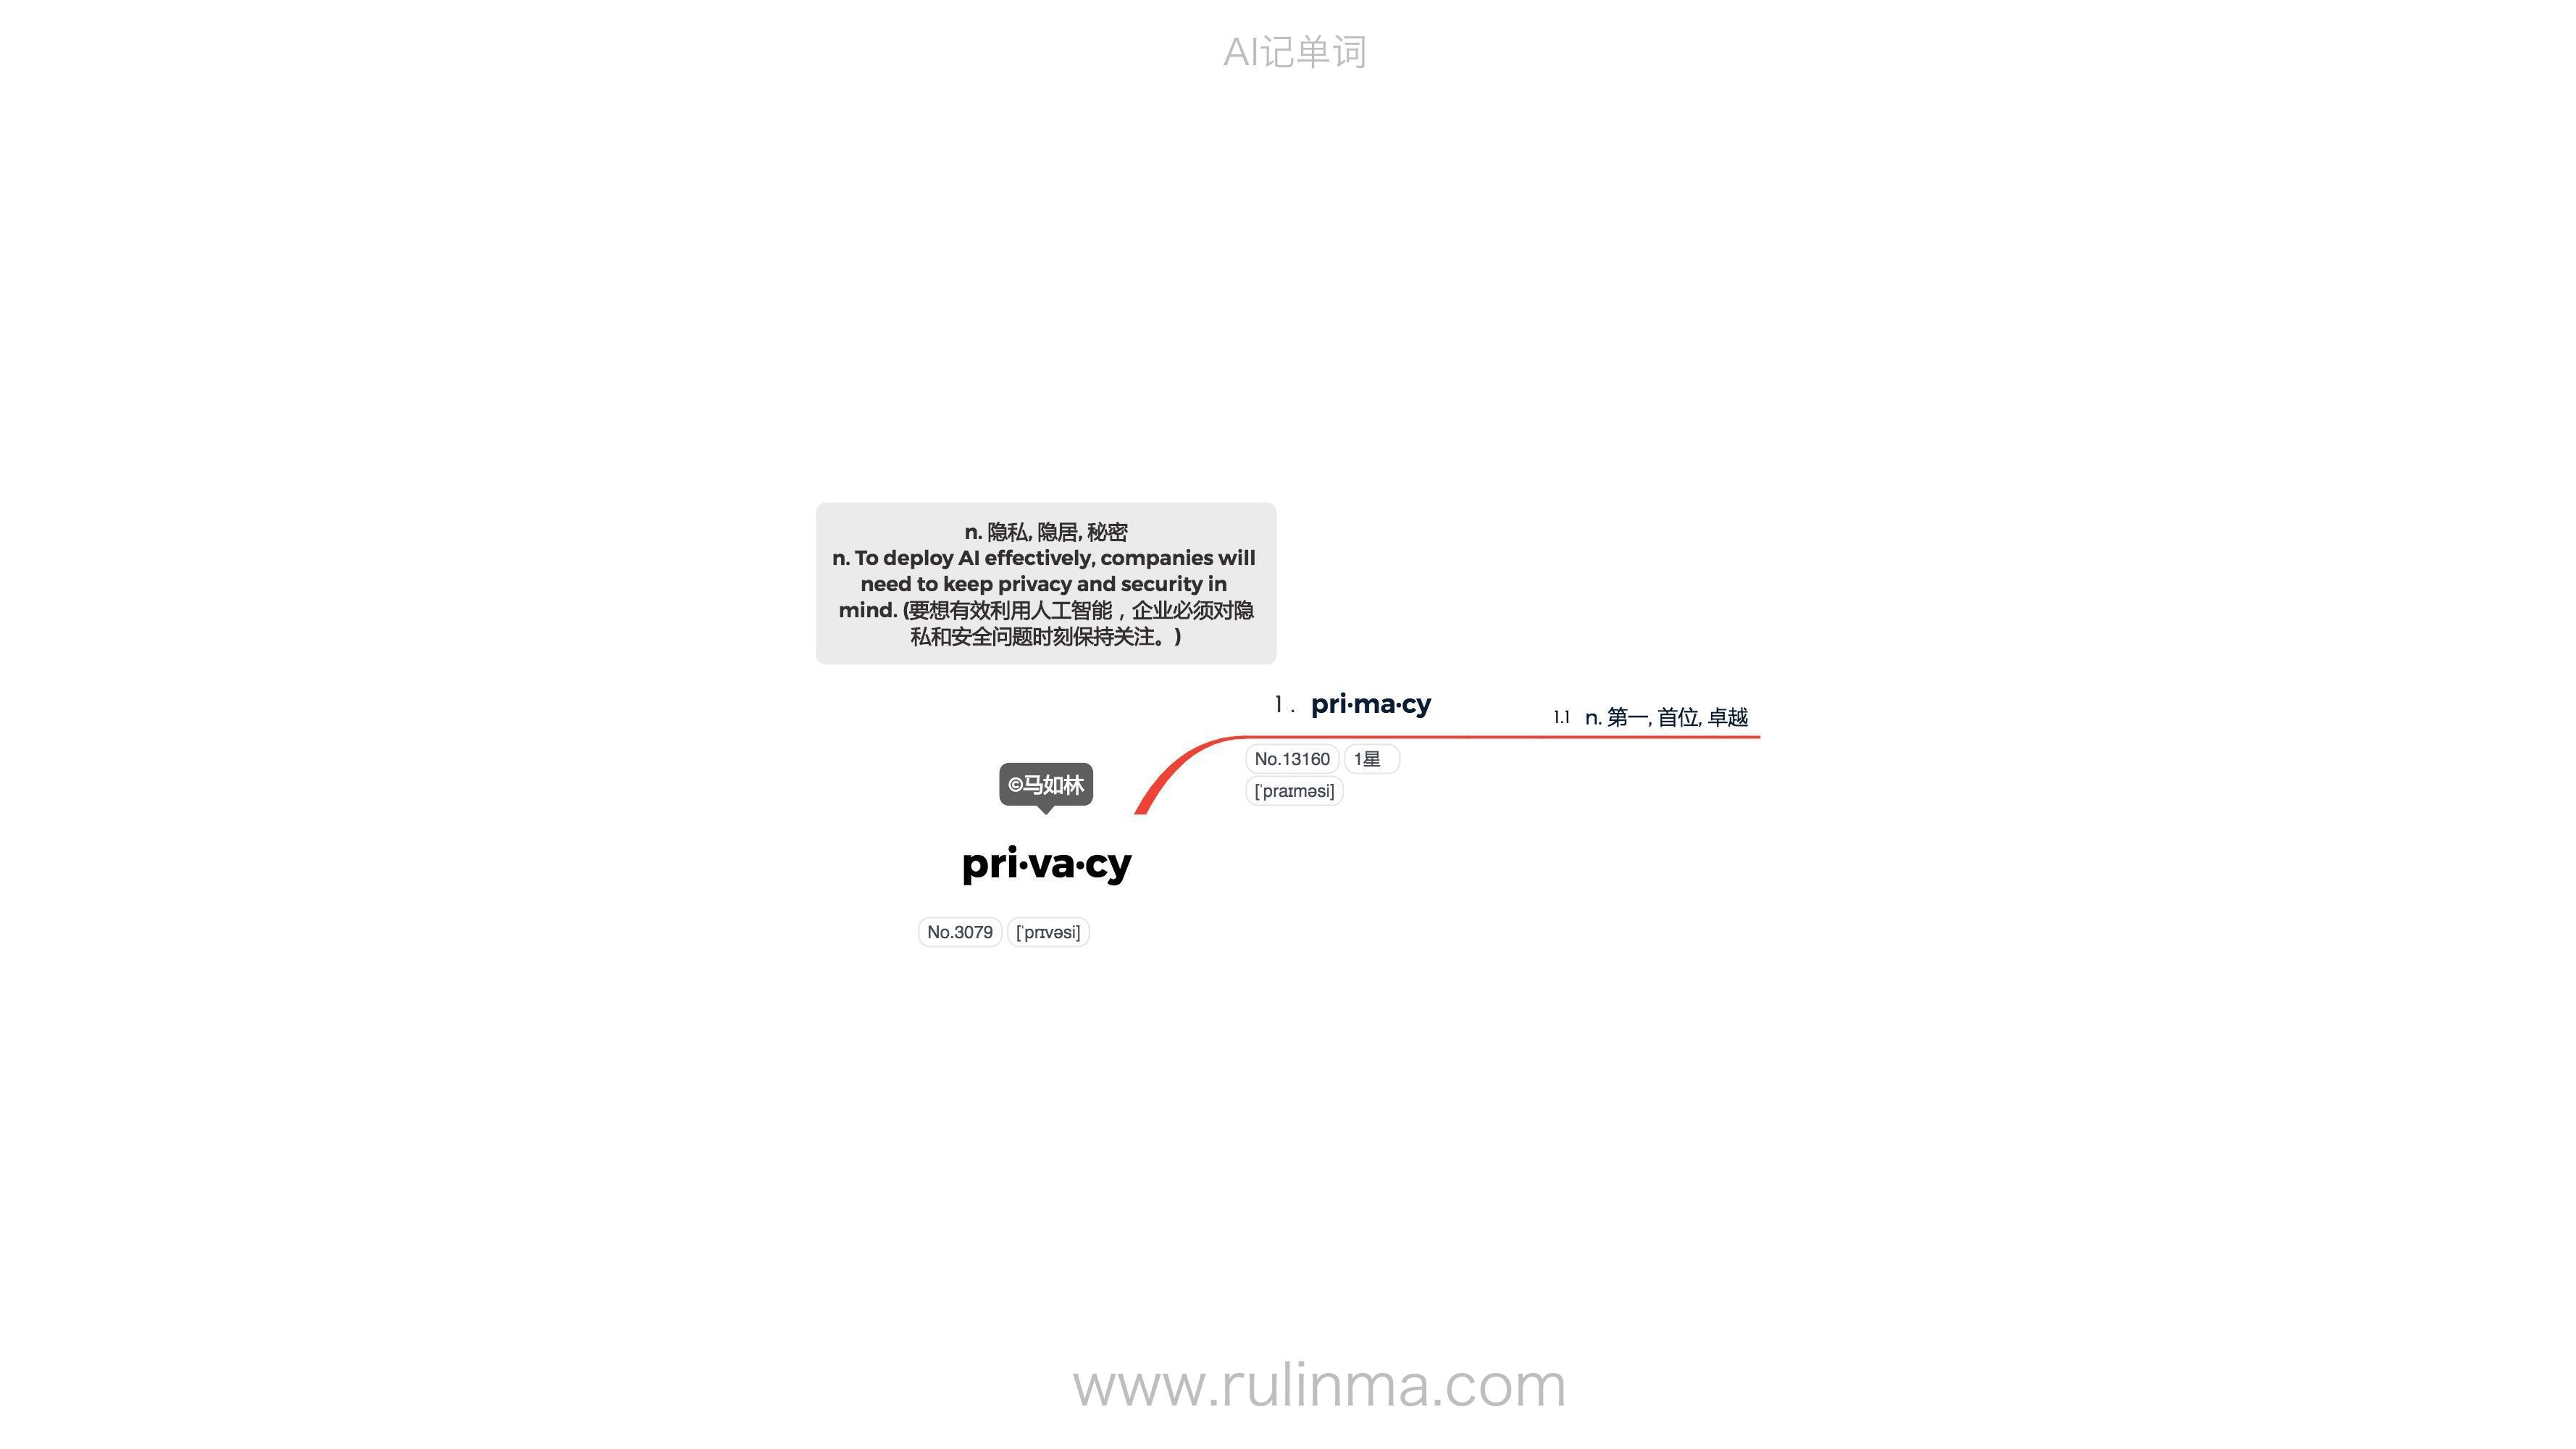 AI记单词
n. 隐私, 隐居, 秘密
n. To deploy AI effectively, companies will
need to keep privacy and security in
mind. (要想有效利用人工智能，企业必须对隐
私和安全问题时刻保持关注。)
1 . pri·ma·cy
1.1 n. 第一, 首位, 卓越
No.13160 1星
[ˈpraɪməsi]
©马如林
pri·va·cy
No.3079 [ˈprɪvəsi]
www.rulinma.com